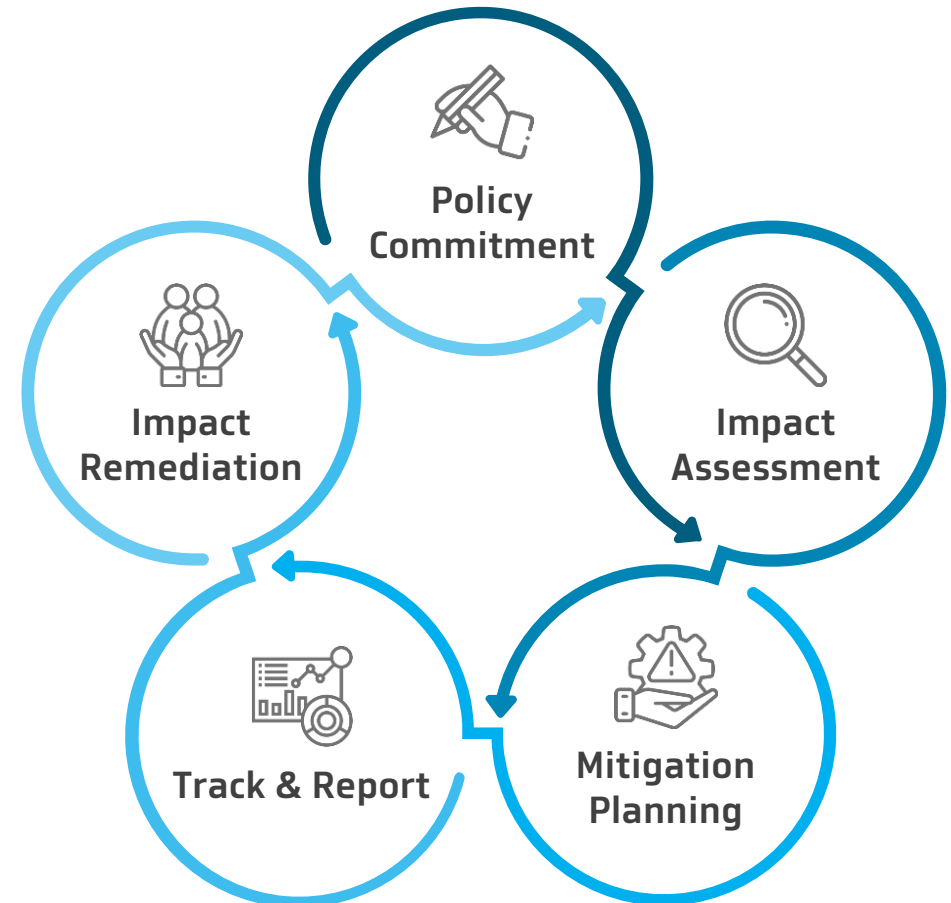 Policy
Commitment
Impact
Assessment
Mitigation
Planning
Track & Report
Impact
Remediation